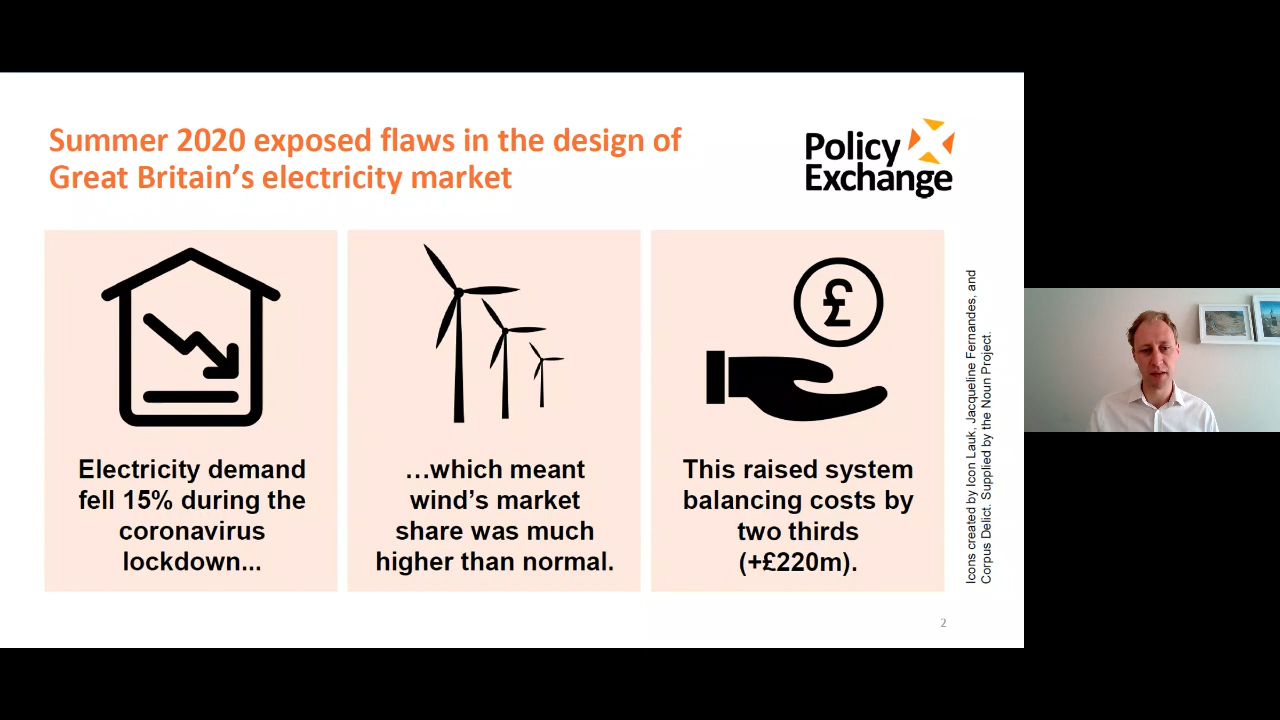 Summer 2020 exposed flaws in the design of
Great Britain's electricity market
Policy
Exchange
£
Electricity demand
fell 15% during the
coronavirus
lockdown...
…which meant
wind's market
share was much
higher than normal.
This raised system
balancing costs by
two thirds
(+£220m).
Icons created by Icon Lauk, Jacqueline Fernandes, and
Corpus Delict. Supplied by the Noun Project.
2